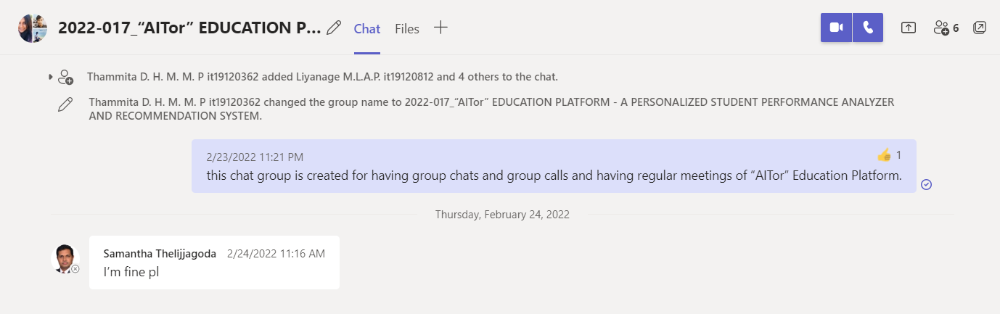 2022-017_“AITor” EDUCATION P...
Chat
Files
6
Thammita D. H. M. M. P it19120362 added Liyanage M.L.A.P. it19120812 and 4 others to the chat.
Thammita D. H. M. M. P it19120362 changed the group name to 2022-017_“AITor” EDUCATION PLATFORM - A PERSONALIZED STUDENT PERFORMANCE ANALYZER
AND RECOMMENDATION SYSTEM.
2/23/2022 11:21 PM
1
this chat group is created for having group chats and group calls and having regular meetings of “AITor” Education Platform.
Thursday, February 24, 2022
Samantha Thelijjagoda 2/24/2022 11:16 AM
I’m fine pl